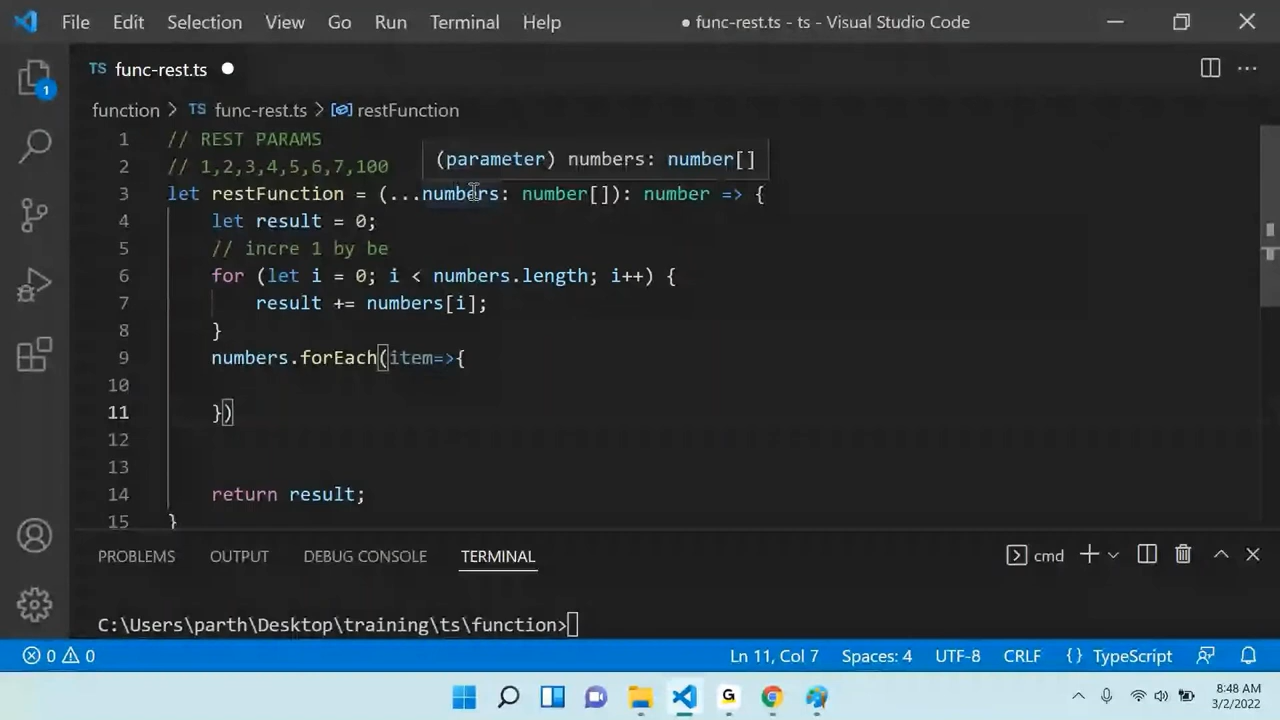 File Edit Selection View Go Run Terminal Help ● func-rest.ts - ts - Visual Studio Code
TS func-rest.ts ●
function > TS func-rest.ts > restFunction
1 // REST PARAMS
2 // 1,2,3,4,5,6,7,100
(parameter) numbers: number[]
3 let restFunction = (...numbers: number[]): number => {
4 let result = 0;
5 // incre 1 by be
6 for (let i = 0; i < numbers.length; i++) {
7 result += numbers[i];
8 }
9 numbers.forEach(item=>{
10
11 })
12
13
14 return result;
15 }
PROBLEMS OUTPUT DEBUG CONSOLE TERMINAL cmd
C:\Users\parth\Desktop\training\ts\function>
0 0 Ln 11, Col 7 Spaces: 4 UTF-8 CRLF {} TypeScript
1
G
8:48 AM
3/2/2022